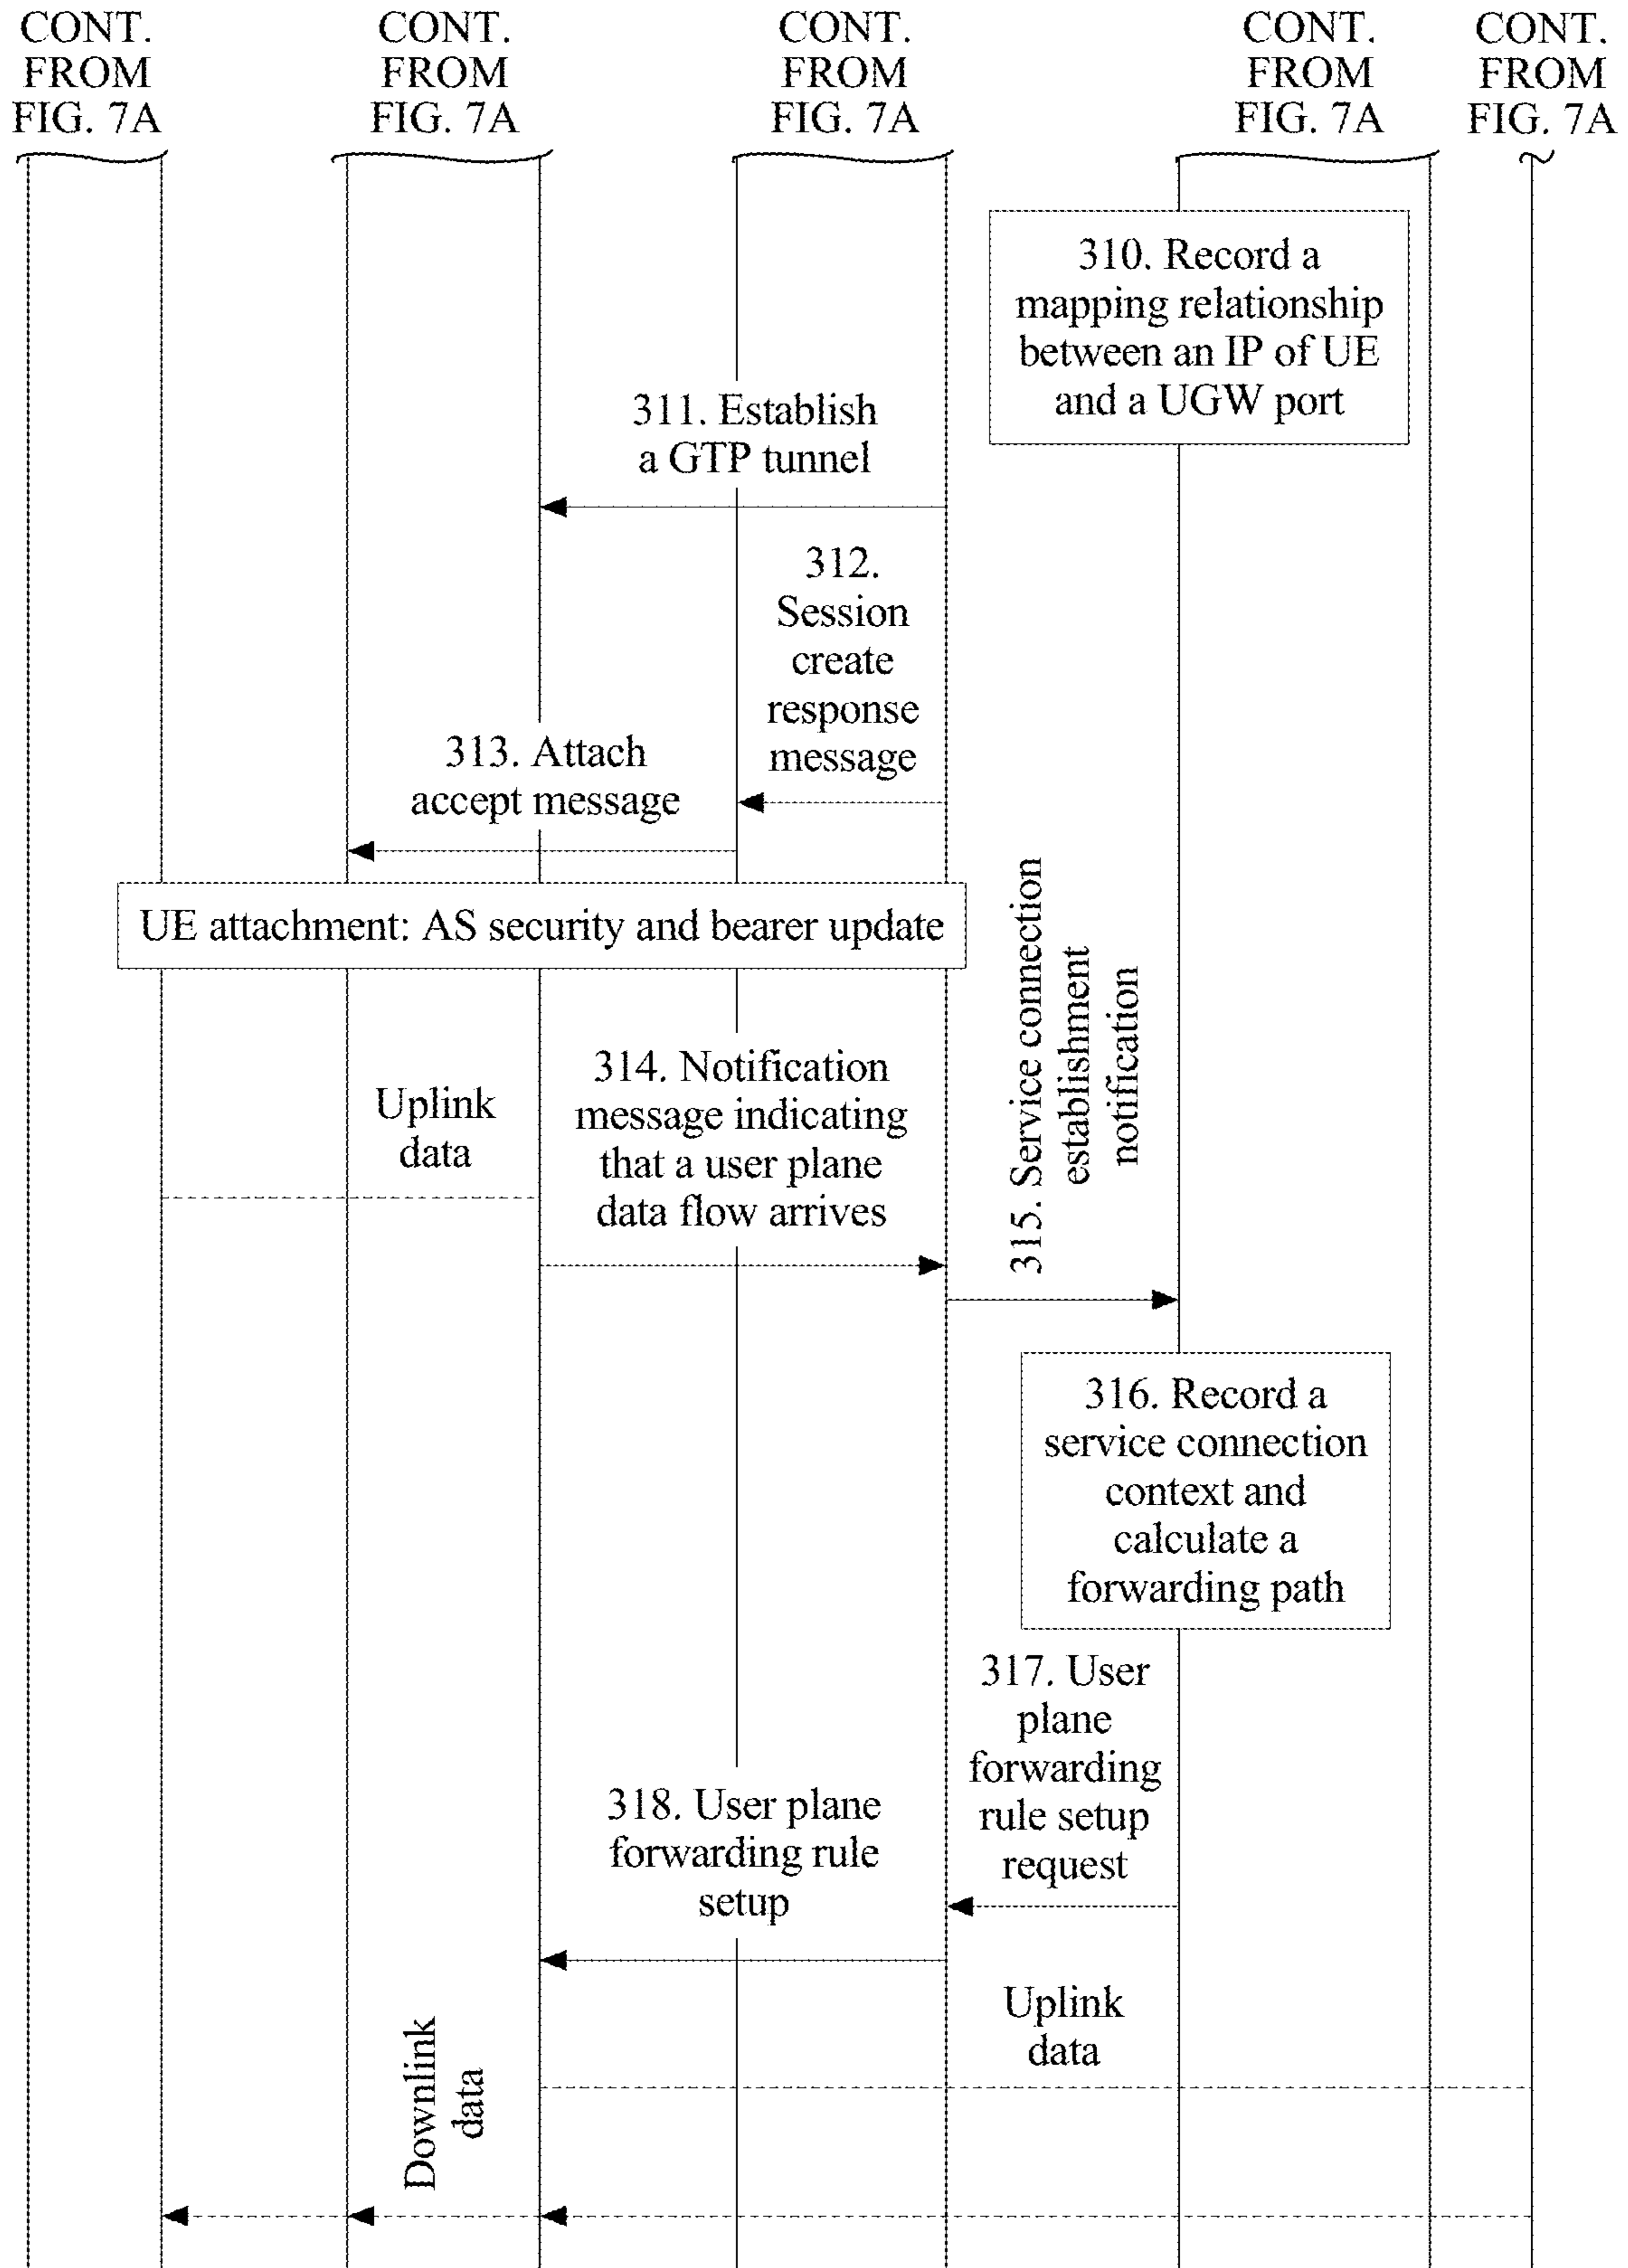 CONT.
FROM
FIG. 7A
CONT.
FROM
FIG. 7A
CONT.
FROM
FIG. 7A
CONT.
FROM
FIG. 7A
CONT.
FROM
FIG. 7A
310. Record a
mapping relationship
between an IP of UE
and a UGW port
311. Establish
a GTP tunnel
312.
Session
create
response
message
313. Attach
accept message
UE attachment: AS security and bearer update
314. Notification
message indicating
that a user plane
data flow arrives
Uplink
data
315. Service connection
establishment
notification
316. Record a
service connection
context and
calculate a
forwarding path
317. User
plane
forwarding
rule setup
request
318. User plane
forwarding rule
setup
Uplink
data
Downlink
data